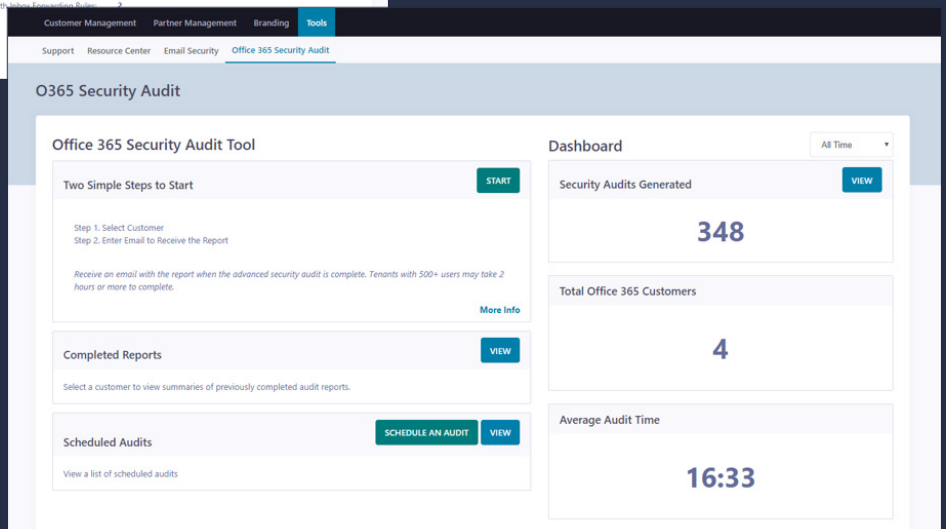 th Inbox Forwarding Rules: 2
Customer Management Partner Management Branding Tools
Support Resource Center Email Security Office 365 Security Audit
O365 Security Audit
Office 365 Security Audit Tool
Two Simple Steps to Start
START
Step 1. Select Customer
Step 2. Enter Email to Receive the Report
Receive an email with the report when the advanced security audit is complete. Tenants with 500+ users may take 2
hours or more to complete.
More Info
Completed Reports
VIEW
Select a customer to view summaries of previously completed audit reports.
Scheduled Audits
SCHEDULE AN AUDIT VIEW
View a list of scheduled audits
Dashboard
All Time
Security Audits Generated
VIEW
348
Total Office 365 Customers
4
Average Audit Time
16:33